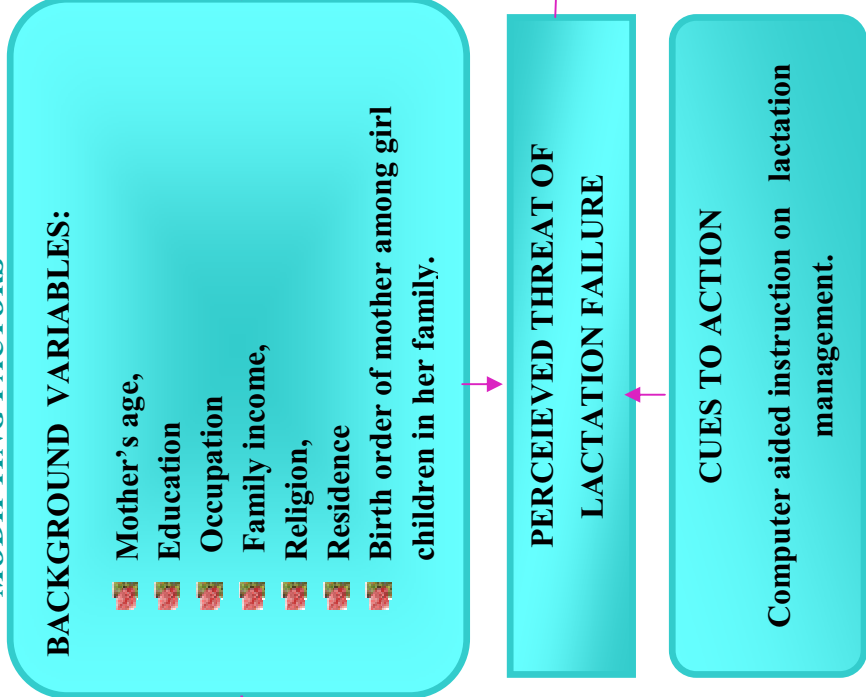 BACKGROUND VARIABLES:
Mother’s age,
Education
Occupation
Family income,
Religion,
Residence
Birth order of mother among girl
children in her family.
PERCEIEVED THREAT OF
LACTATION FAILURE
CUES TO ACTION
Computer aided instruction on lactation
management.